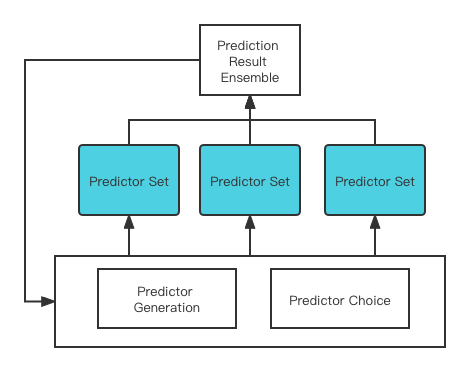 Prediction
Result
Ensemble
Predictor Set
Predictor Set
Predictor Set
Predictor
Generation
Predictor Choice